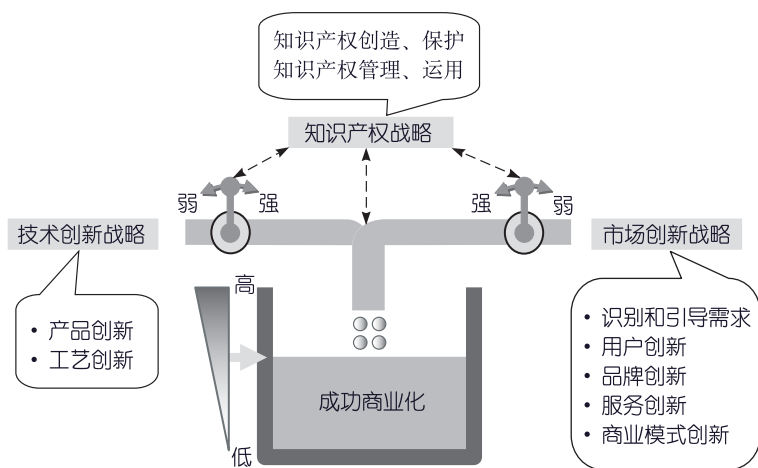 知识产权创造、保护
知识产权管理、运用
知识产权战略
弱
强
强
弱
技术创新战略
市场创新战略
• 产品创新
• 工艺创新
高
低
成功商业化
• 识别和引导需求
• 用户创新
• 品牌创新
• 服务创新
• 商业模式创新